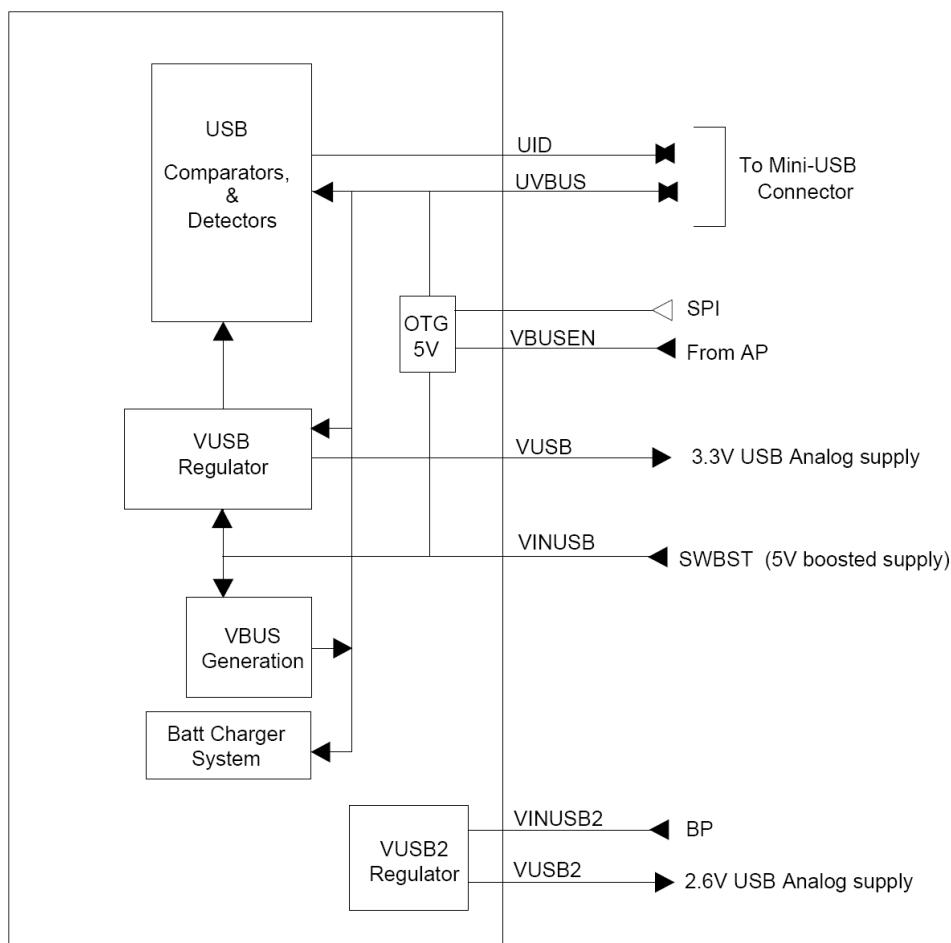 USB
Comparators,
&
Detectors
UID
UVBUS
To Mini-USB
Connector
OTG
5V
SPI
VBUSEN
From AP
VUSB
Regulator
VUSB
3.3V USB Analog supply
VINUSB
SWBST (5V boosted supply)
VBUS
Generation
Batt Charger
System
VUSB2
Regulator
VINUSB2
BP
VUSB2
2.6V USB Analog supply